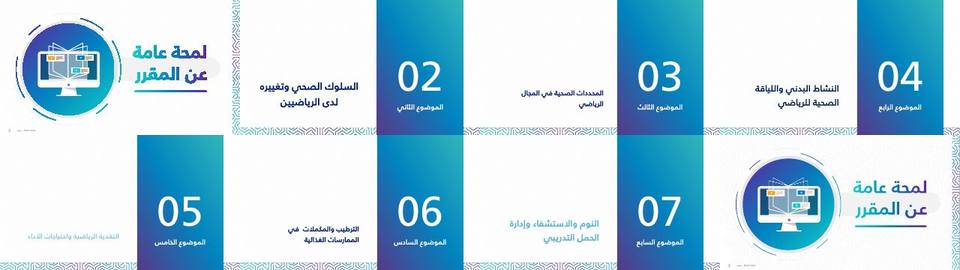 لمحة عامة
عن المقرر
02
الموضوع الثاني
السلوك الصحي وتغييره
لدى الرياضيين
03
الموضوع الثالث
المحددات الصحية في المجال
الرياضي
04
الموضوع الرابع
النشاط البدني واللياقة
الصحية للرياضي
05
الموضوع الخامس
التغذية الرياضية واحتياجات الأداء
06
الموضوع السادس
الترطيب والمكملات في
الممارسات الغذائية
07
الموضوع السابع
النوم والاستشفاء وإدارة
الحمل التدريبي
لمحة عامة
عن المقرر